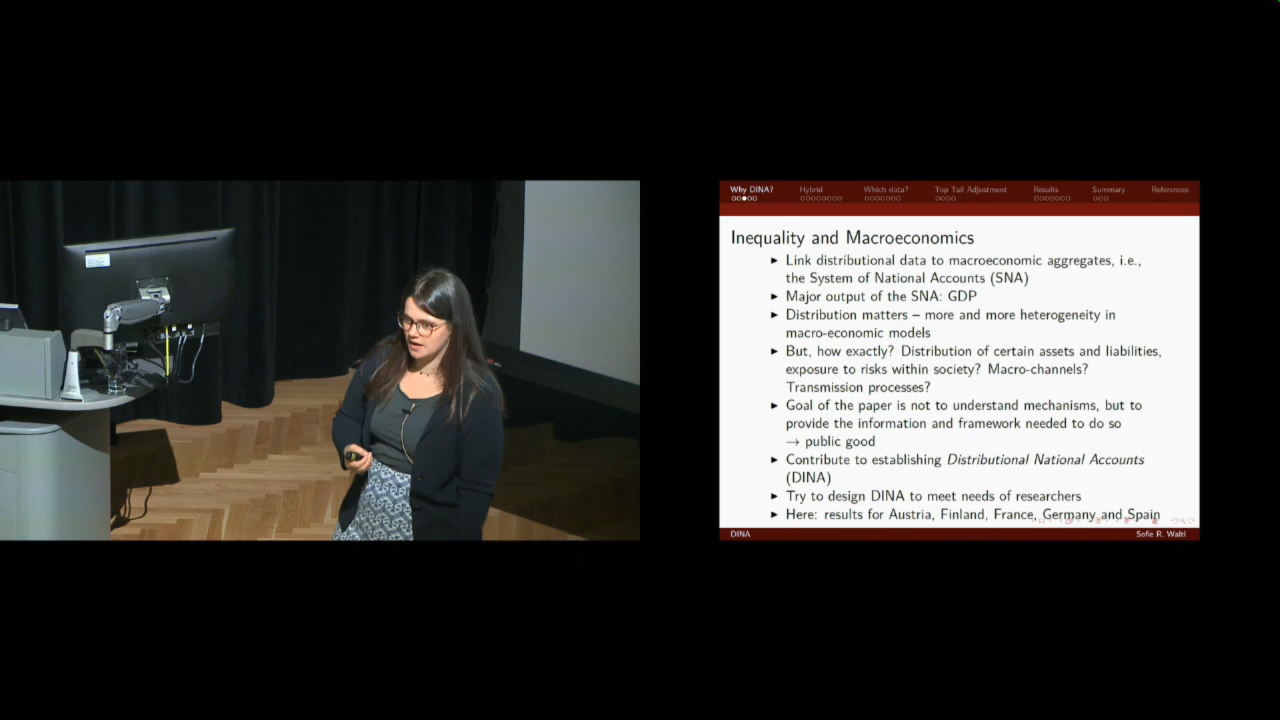 Why DINA?
Hybrid
Which data?
Top Tail Adjustment
Results
Summary
References
Inequality and Macroeconomics
► Link distributional data to macroeconomic aggregates, i.e.,
the System of National Accounts (SNA)
► Major output of the SNA: GDP
► Distribution matters – more and more heterogeneity in
macro-economic models
► But, how exactly? Distribution of certain assets and liabilities,
exposure to risks within society? Macro-channels?
Transmission processes?
► Goal of the paper is not to understand mechanisms, but to
provide the information and framework needed to do so
→ public good
► Contribute to establishing Distributional National Accounts
(DINA)
► Try to design DINA to meet needs of researchers
► Here: results for Austria, Finland, France, Germany and Spain
DINA
Sofie R. Waltl